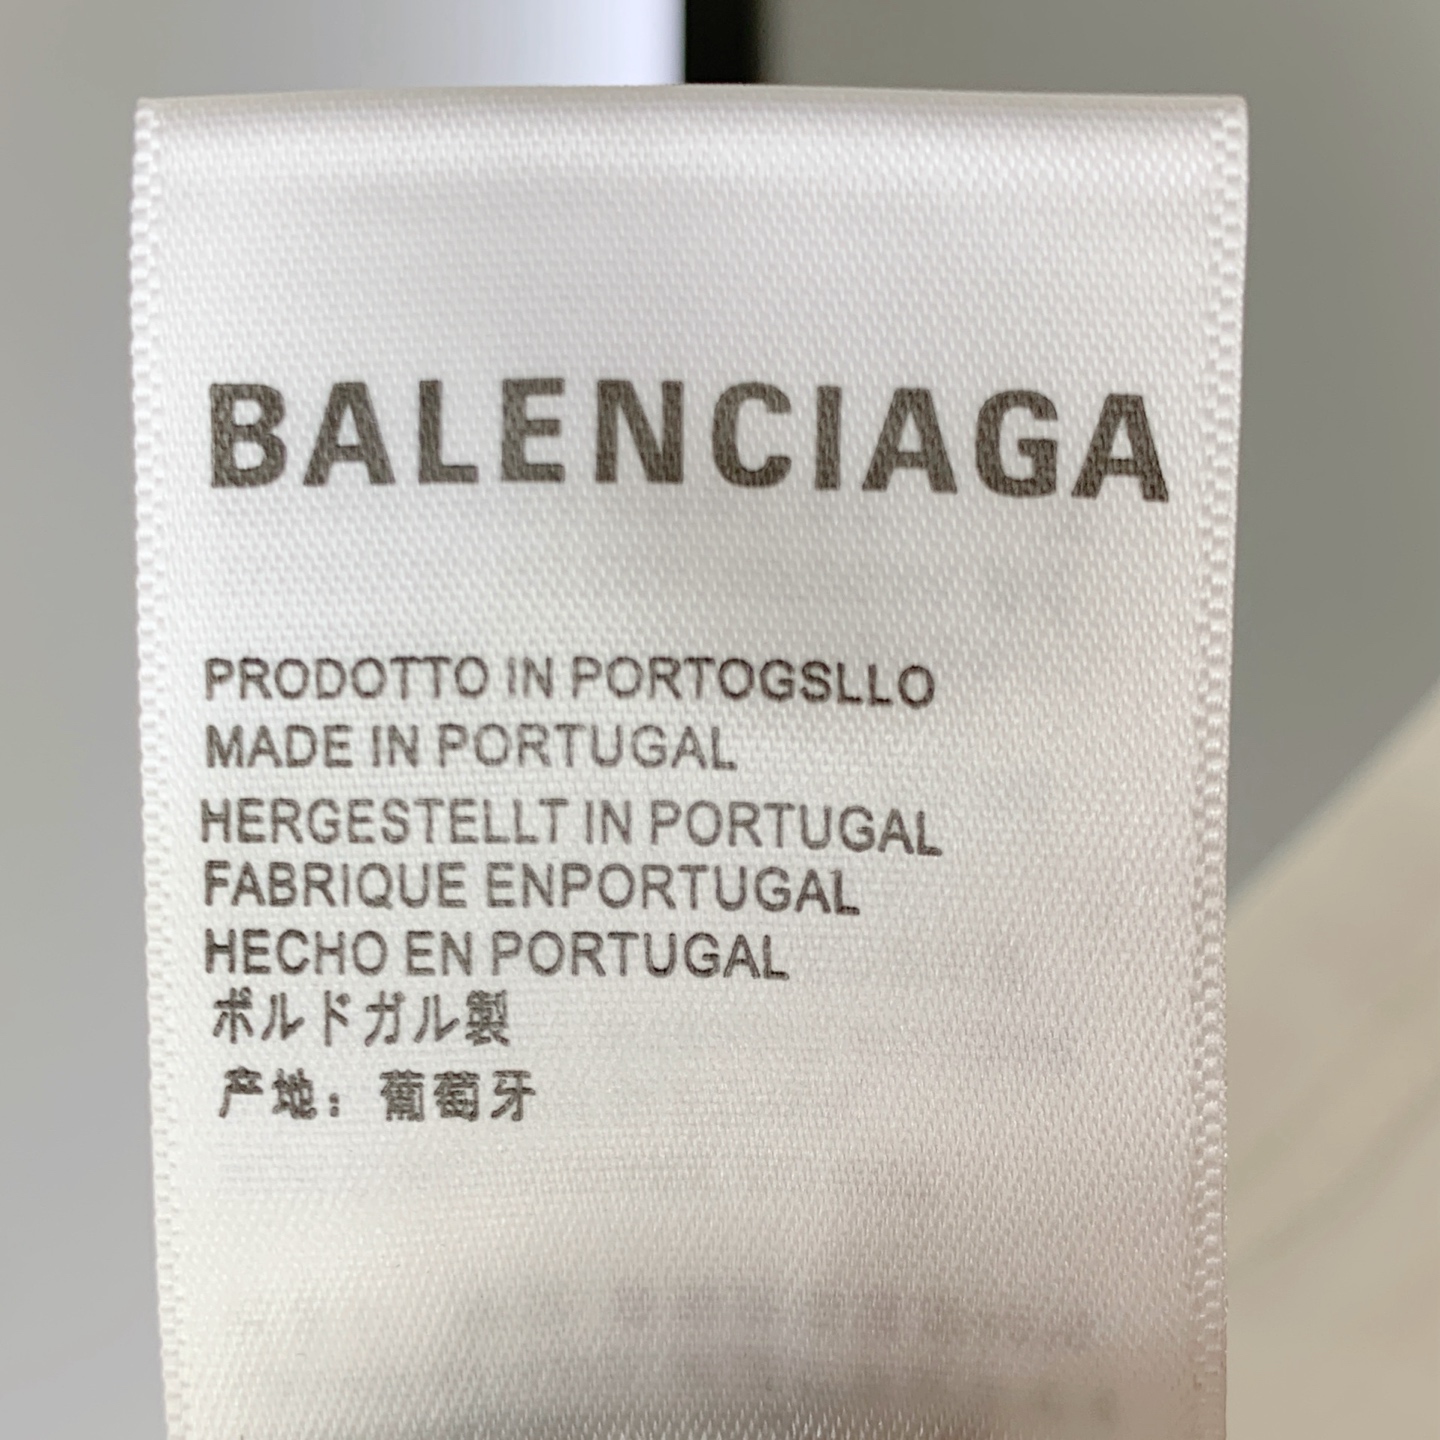 BALENCIAGA
PRODOTTO IN PORTOGSLLO
MADE IN PORTUGAL
HERGESTELLT IN PORTUGAL
FABRIQUE ENPORTUGAL
HECHO EN PORTUGAL
ポルドガル製
产地：葡萄牙